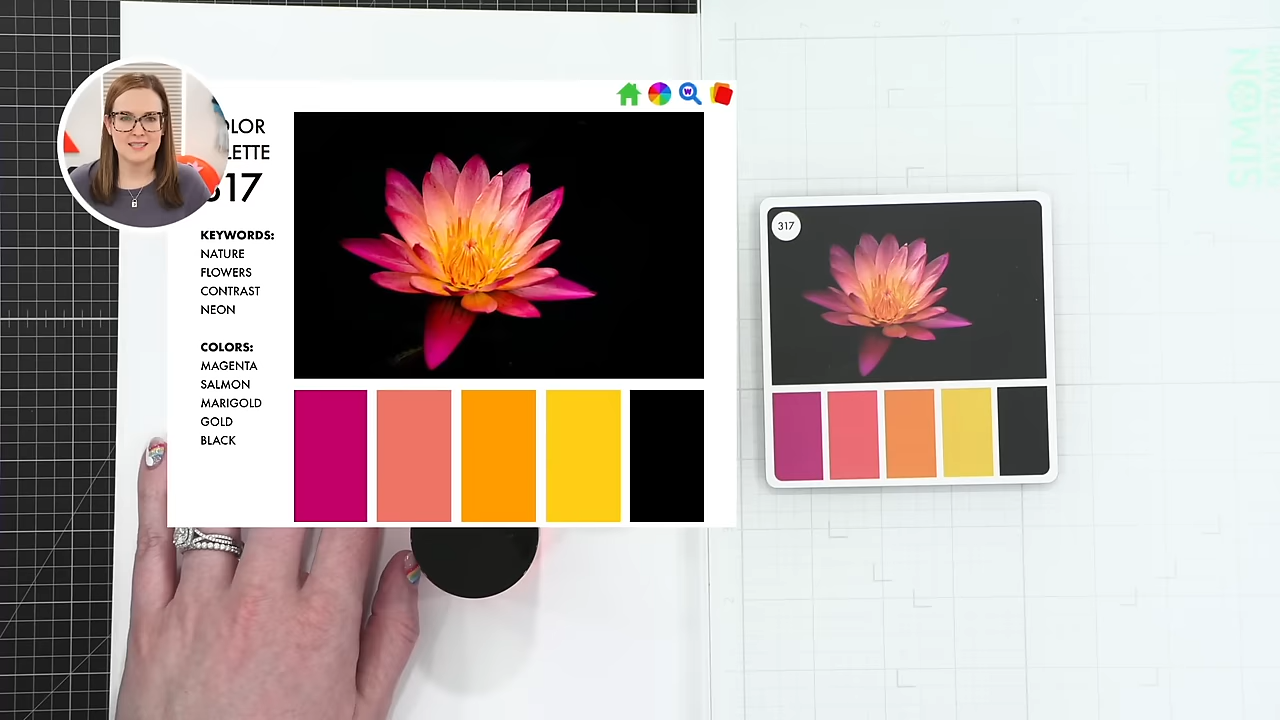 OLOR
LETTE
317
KEYWORDS:
NATURE
FLOWERS
CONTRAST
NEON
COLORS:
MAGENTA
SALMON
MARIGOLD
GOLD
BLACK
W
317